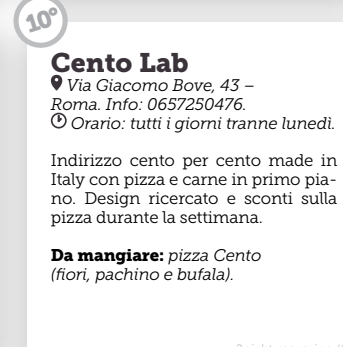 10°
Cento Lab
Via Giacomo Bove, 43 –
Roma. Info: 0657250476.
Orario: tutti i giorni tranne lunedì.
Indirizzo cento per cento made in
Italy con pizza e carne in primo pia-
no. Design ricercato e sconti sulla
pizza durante la settimana.
Da mangiare: pizza Cento
(fiori, pachino e bufala).